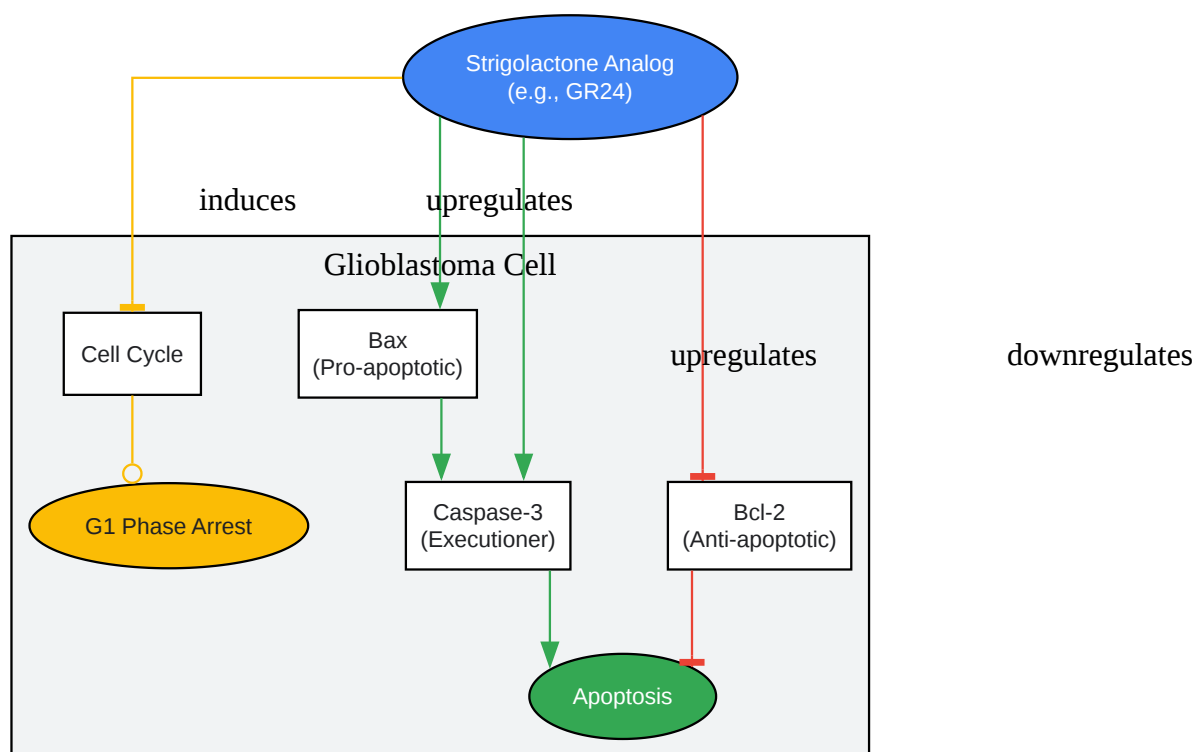 Strigolactone Analog
(e.g., GR24)
induces
upregulates
Glioblastoma Cell
Cell Cycle
Bax
(Pro-apoptotic)
upregulates
downregulates
G1 Phase Arrest
Caspase-3
(Executioner)
Bcl-2
(Anti-apoptotic)
Apoptosis